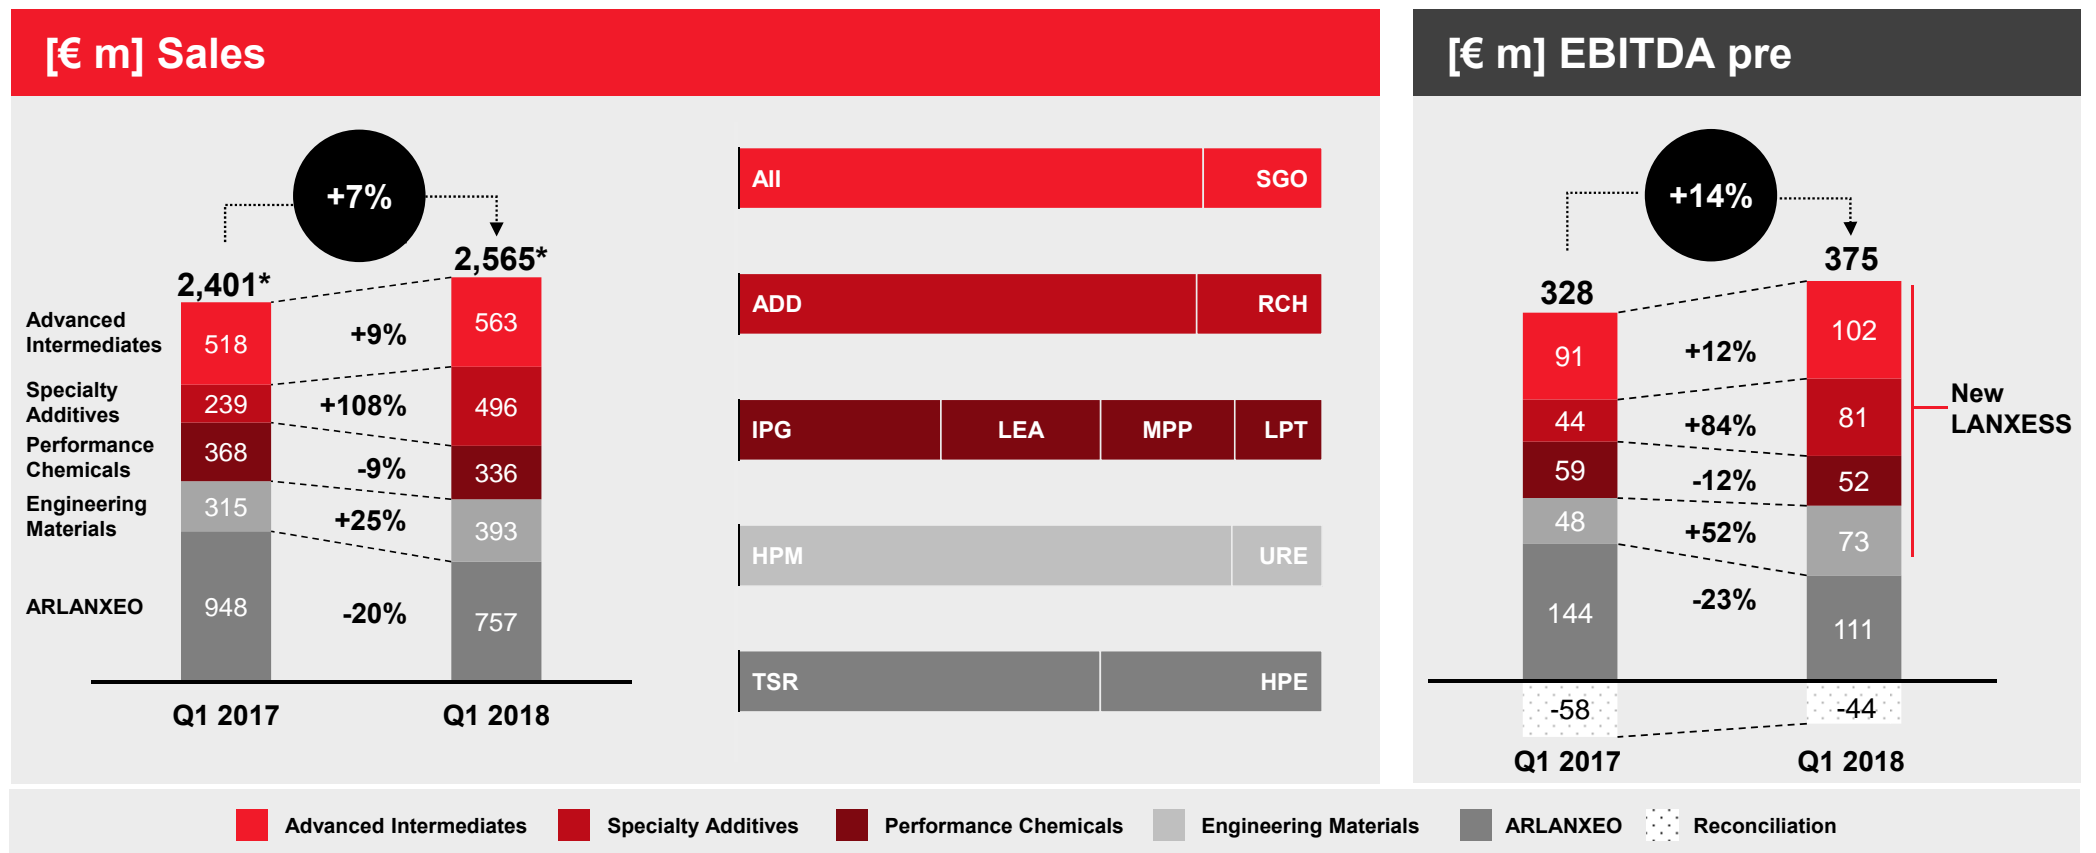 [€ m] Sales
+7%
2,401*
2,565*
Advanced
Intermediates
518
+9%
563
Specialty
Additives
239
+108%
496
Performance
Chemicals
368
-9%
336
Engineering
Materials
315
+25%
393
ARLANXEO
948
-20%
757
Q1 2017
Q1 2018
AII
SGO
ADD
RCH
IPG
LEA
MPP
LPT
HPM
URE
TSR
HPE
[€ m] EBITDA pre
+14%
328
375
91
+12%
102
44
+84%
81
59
-12%
52
48
+52%
73
144
-23%
111
-58
-44
Q1 2017
Q1 2018
New
LANXESS
Advanced Intermediates
Specialty Additives
Performance Chemicals
Engineering Materials
ARLANXEO
Reconciliation